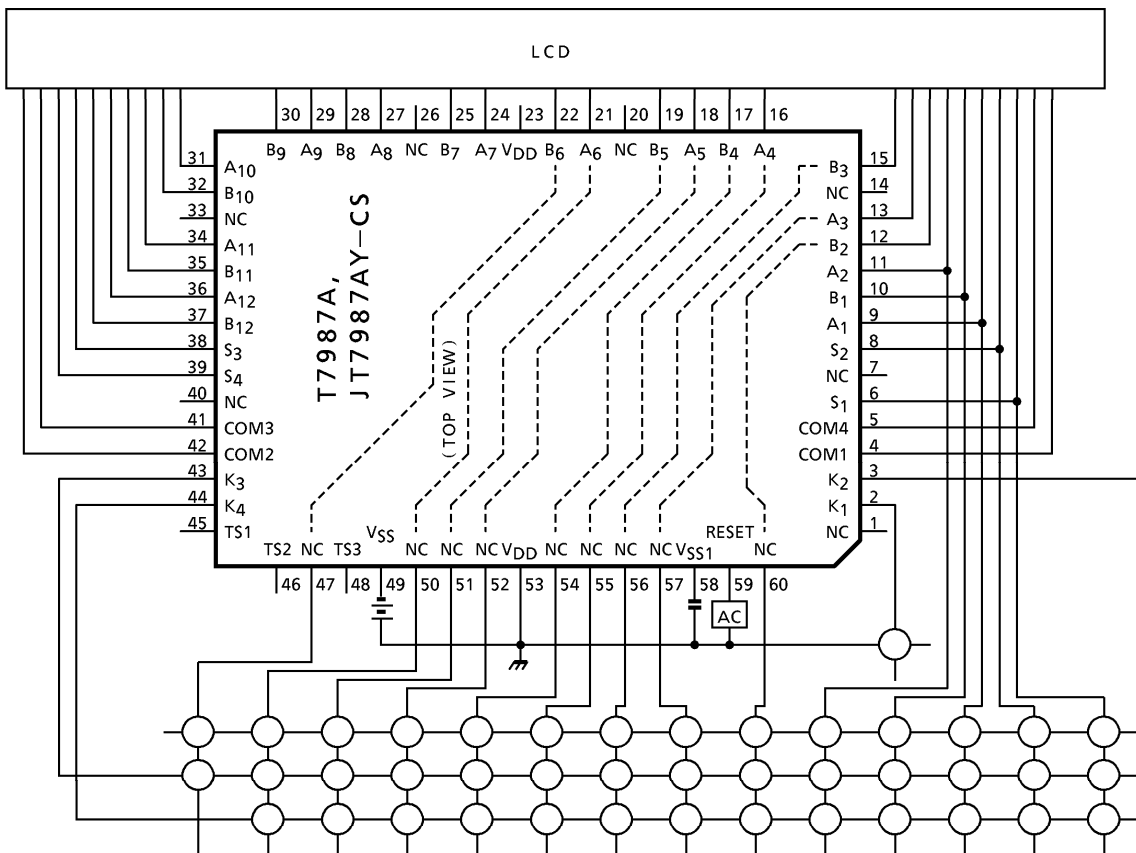 LCD
30 29 28 27 26 25 24 23 22 21 20 19 18 17 16
B9 A9 B8 A8 NC B7 A7 VDD B6 A6 NC B5 A5 B4 A4
31 A10
32 B10
33 NC
34 A11
35 B11
36 A12
37 B12
38 S3
39 S4
40 NC
41 COM3
42 COM2
43 K3
44 K4
45 TS1
T7987A,
JT7987AY-CS
(TOP VIEW)
B3 15
NC 14
A3 13
B2 12
A2 11
B1 10
A1 9
S2 8
NC 7
S1 6
COM4 5
COM1 4
K2 3
K1 2
NC 1
TS2 NC TS3 VSS NC NC NC VDD NC NC NC NC VSS1 RESET NC
46 47 48 49 50 51 52 53 54 55 56 57 58 59 60
AC